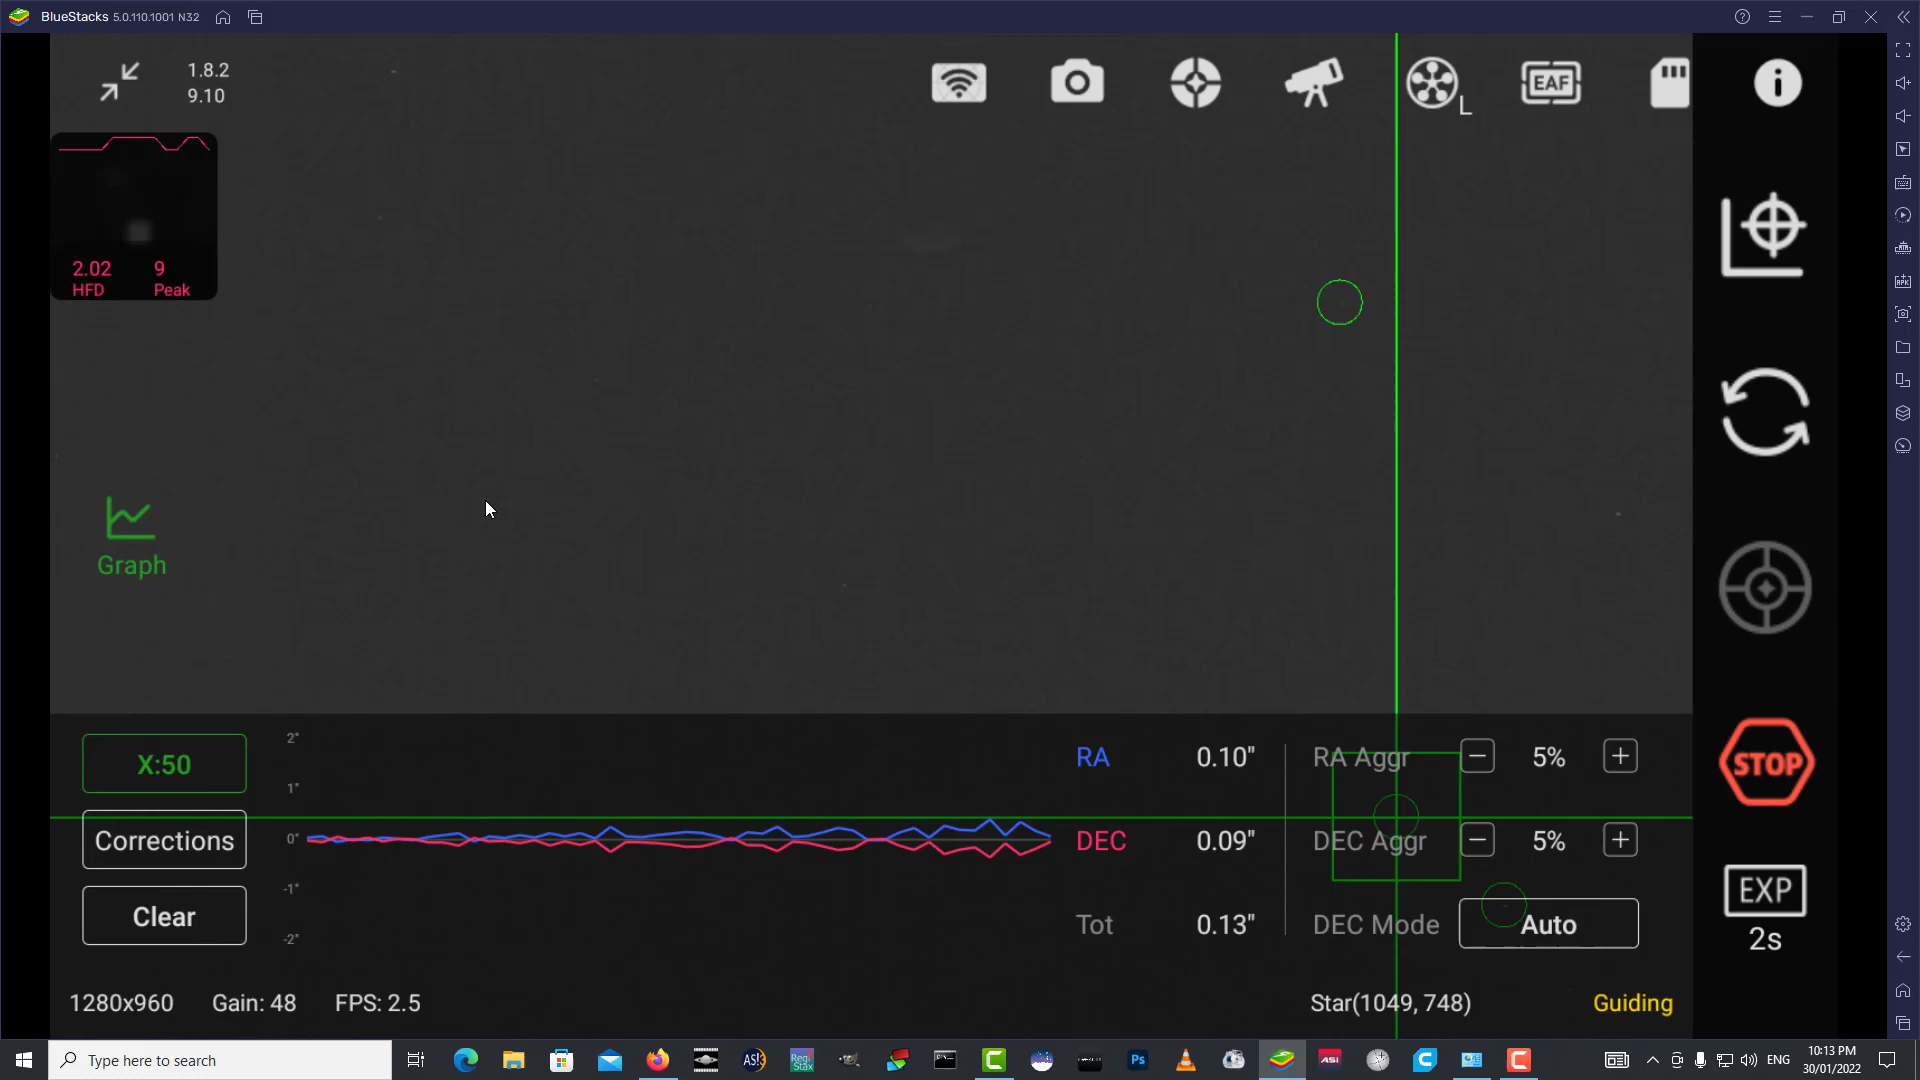 BlueStacks 5.0.110.1001 N32
1.8.2
9.10
L
EAF
2.02 9
HFD Peak
Graph
X:50
Corrections
Clear
2"
1"
0"
-1"
-2"
RA 0.10"
DEC 0.09"
Tot 0.13"
RA Aggr 5%
DEC Aggr 5%
DEC Mode Auto
STOP
EXP
2s
1280x960 Gain: 48 FPS: 2.5
Star(1049, 748) Guiding
Type here to search
ENG
10:13 PM
30/01/2022